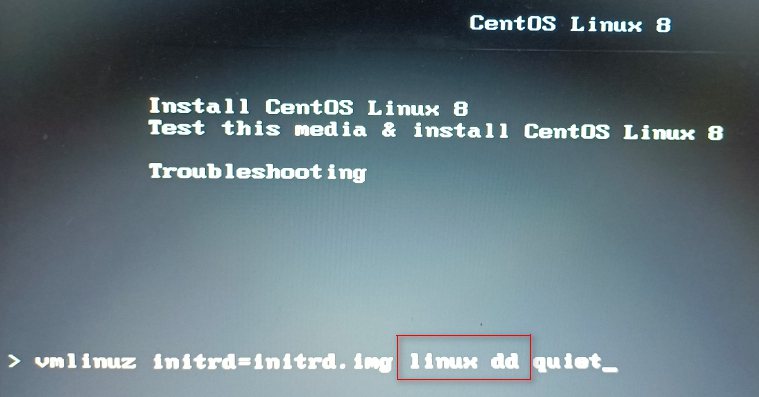 CentOS Linux 8
Install CentOS Linux 8
Test this media & install CentOS Linux 8
Troubleshooting
> vmlinuz initrd=initrd.img linux dd quiet_